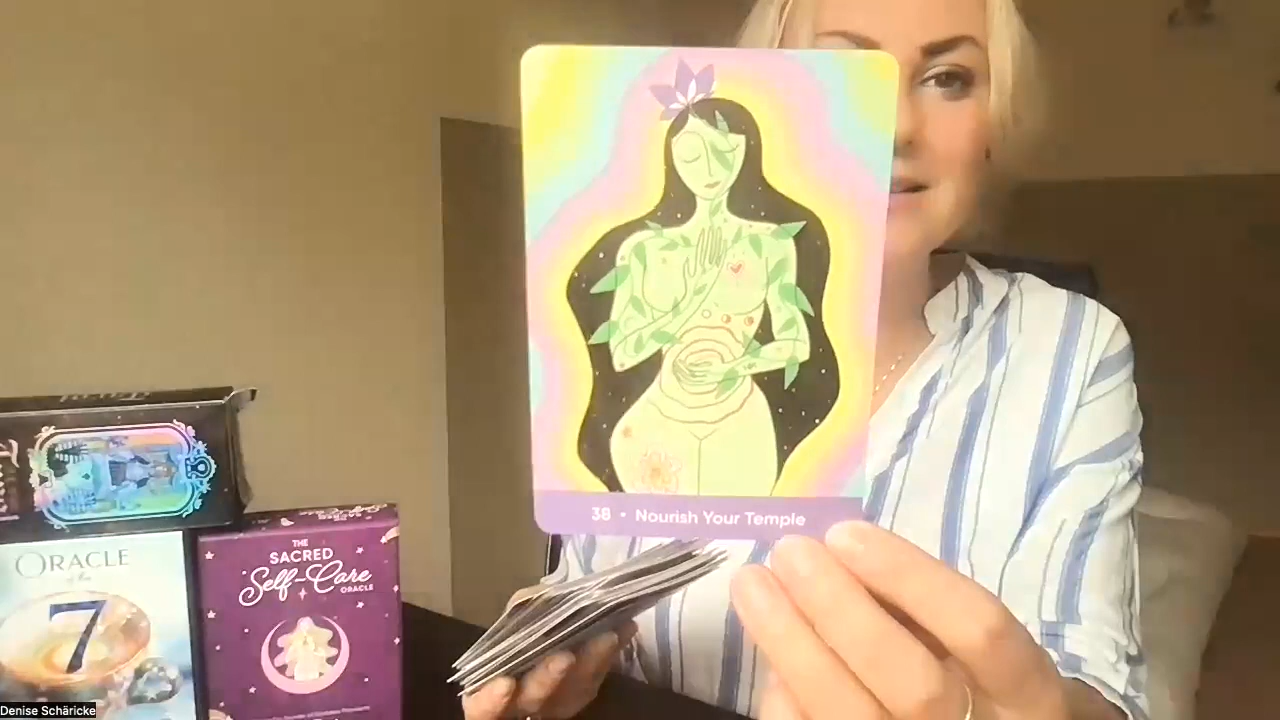 38 • Nourish Your Temple
ORACLE
7
THE
SACRED
Self-Care
ORACLE
Denise Schäricke